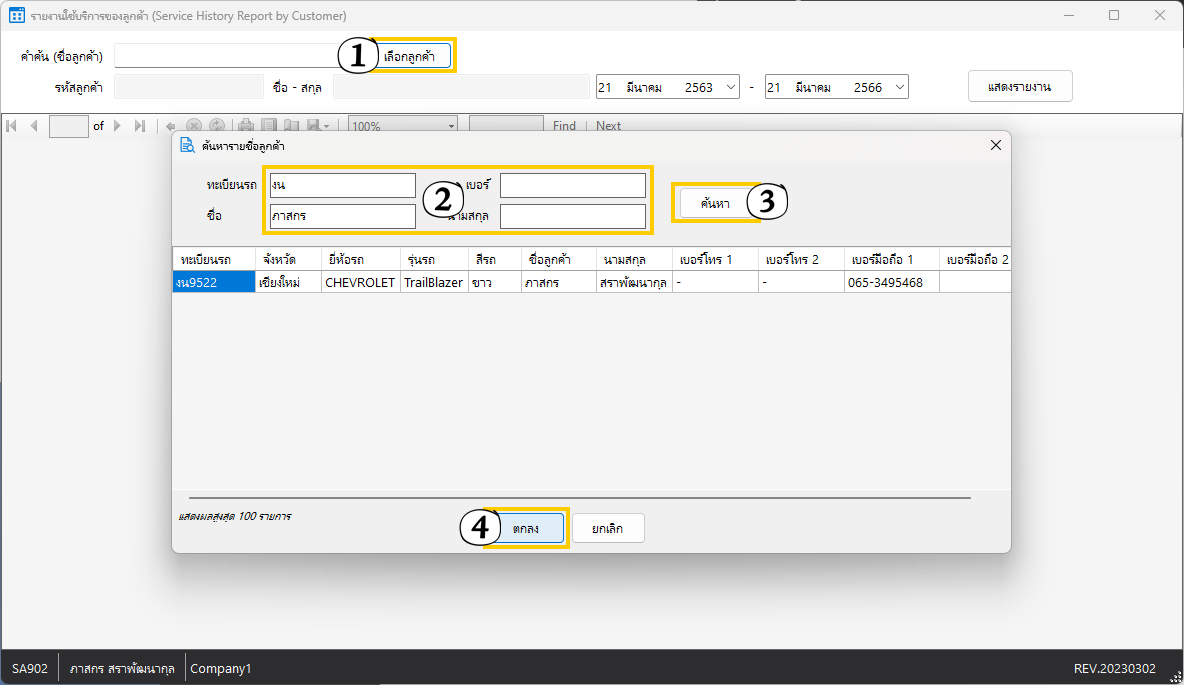 รายงานใช้บริการของลูกค้า (Service History Report by Customer)
คำค้น (ชื่อลูกค้า) 1 เลือกลูกค้า
รหัสลูกค้า ชื่อ - สกุล 21 มีนาคม 2563 - 21 มีนาคม 2566 แสดงรายงาน
of 100% Find Next
ค้นหารายชื่อลูกค้า
ทะเบียนรถ งน 2 เบอร์ 3 ค้นหา
ชื่อ ภาสกร นามสกุล
ทะเบียนรถ จังหวัด ยี่ห้อรถ รุ่นรถ สีรถ ชื่อลูกค้า นามสกุล เบอร์โทร 1 เบอร์โทร 2 เบอร์มือถือ 1 เบอร์มือถือ 2
งน9522 เชียงใหม่ CHEVROLET TrailBlazer ขาว ภาสกร สราพัฒนากุล - - 065-3495468
แสดงผลสูงสุด 100 รายการ
4 ตกลง ยกเลิก
SA902 ภาสกร สราพัฒนากุล Company1 REV.20230302